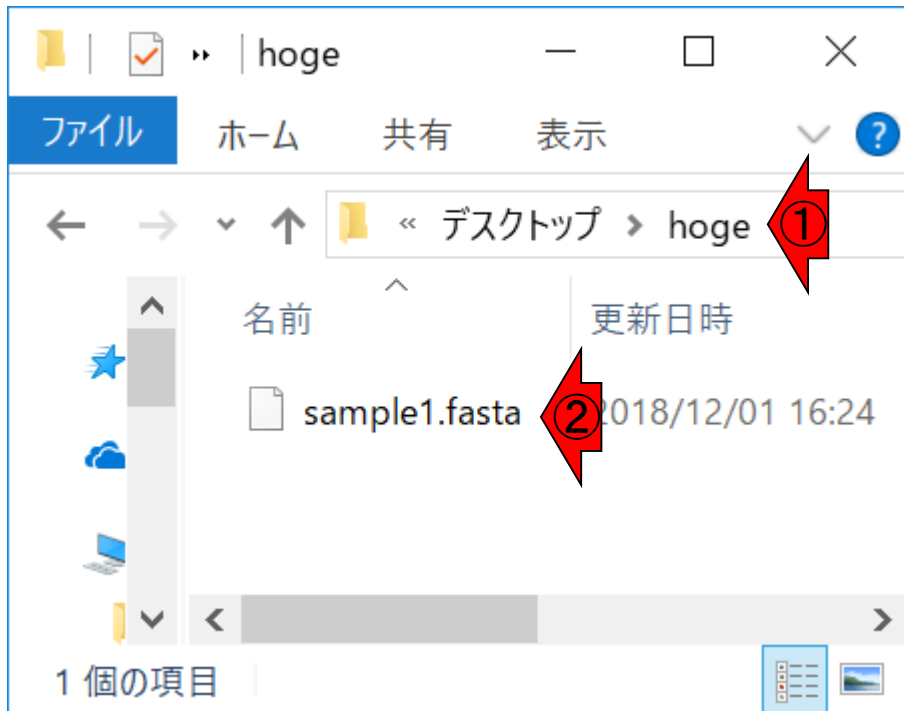 hoge
ファイル ホーム 共有 表示 ?
« デスクトップ > hoge ①
名前 更新日時
sample1.fasta ② 2018/12/01 16:24
1 個の項目